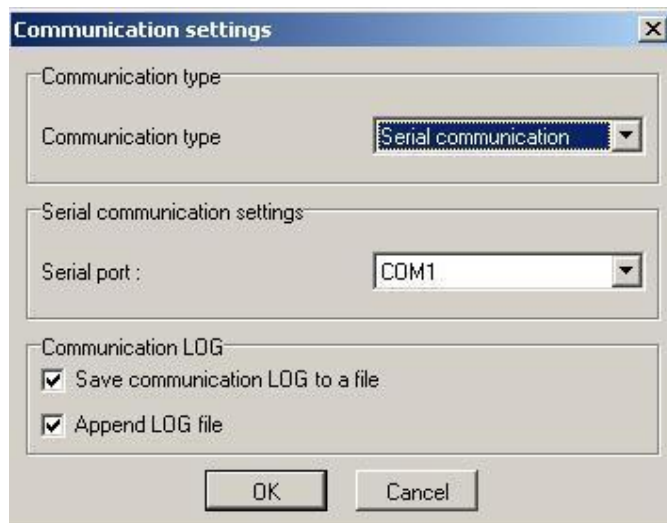 Communication settings
Communication type
Communication type
Serial communication
Serial communication settings
Serial port :
COM1
Communication LOG
Save communication LOG to a file
Append LOG file
OK
Cancel